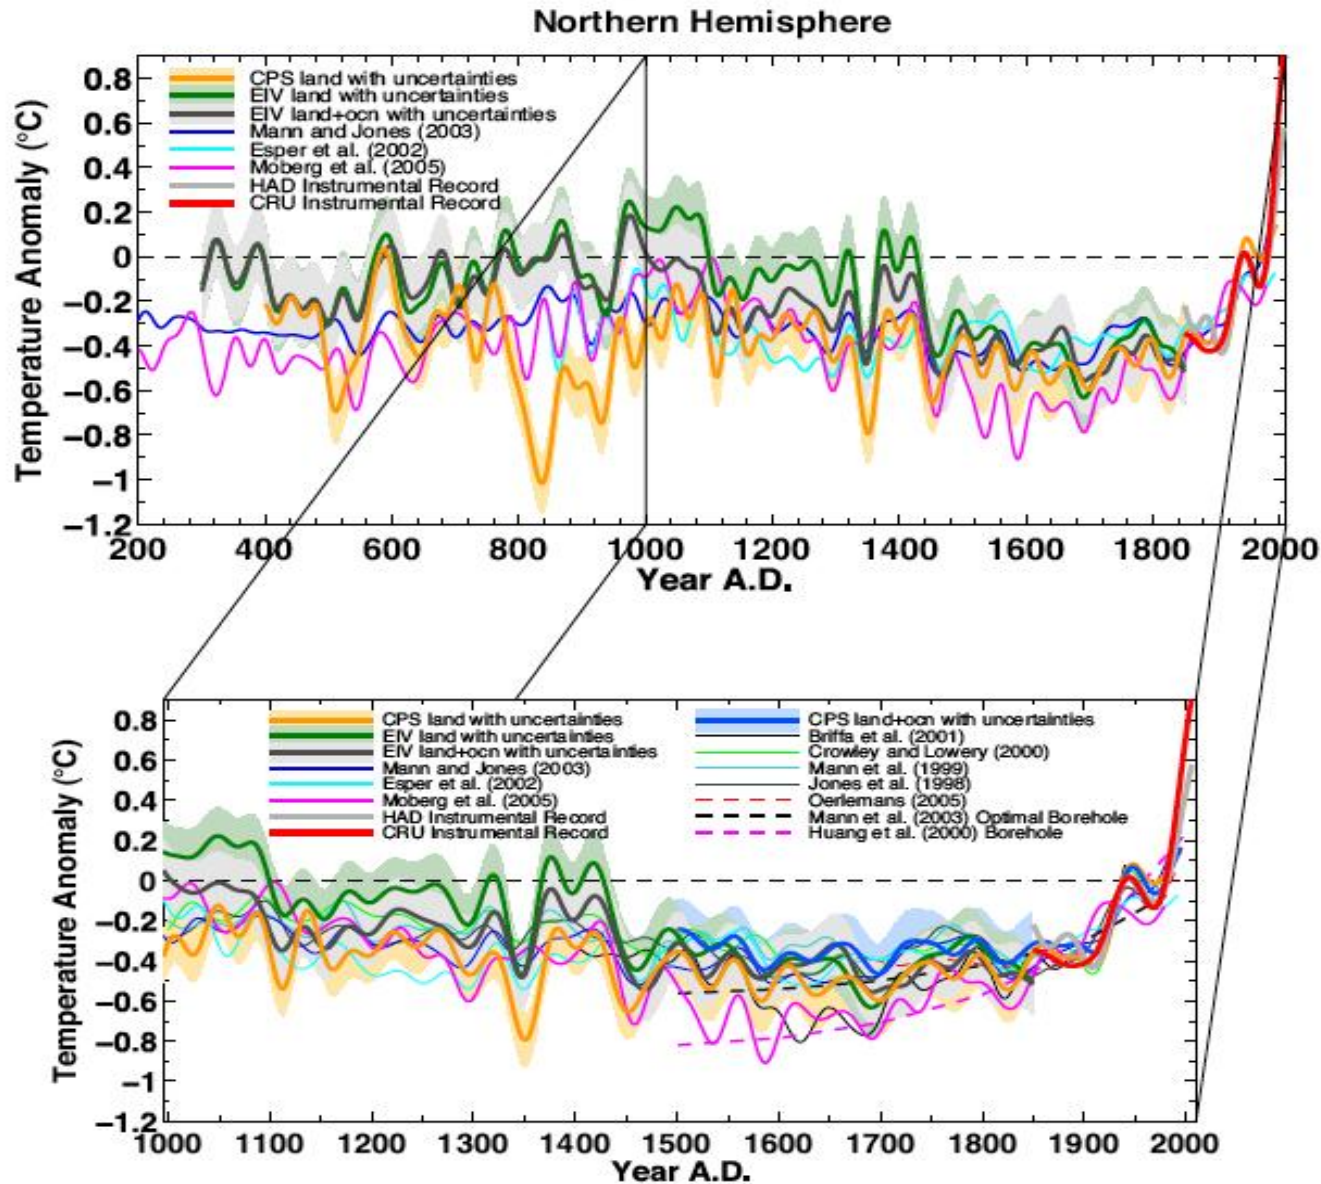 Northern Hemisphere
Temperature Anomaly (°C)
0.8
0.6
0.4
0.2
0
−0.2
−0.4
−0.6
−0.8
−1
−1.2
CPS land with uncertainties
EIV land with uncertainties
EIV land+ocn with uncertainties
Mann and Jones (2003)
Esper et al. (2002)
Moberg et al. (2005)
HAD Instrumental Record
CRU Instrumental Record
200 400 600 800 1000 1200 1400 1600 1800 2000
Year A.D.
Temperature Anomaly (°C)
0.8
0.6
0.4
0.2
0
−0.2
−0.4
−0.6
−0.8
−1
−1.2
CPS land with uncertainties
EIV land with uncertainties
EIV land+ocn with uncertainties
Mann and Jones (2003)
Esper et al. (2002)
Moberg et al. (2005)
HAD Instrumental Record
CRU Instrumental Record
CPS land+ocn with uncertainties
Briffa et al. (2001)
Crowley and Lowery (2000)
Mann et al. (1999)
Jones et al. (1998)
Oerlemans (2005)
Mann et al. (2003) Optimal Borehole
Huang et al. (2000) Borehole
1000 1100 1200 1300 1400 1500 1600 1700 1800 1900 2000
Year A.D.